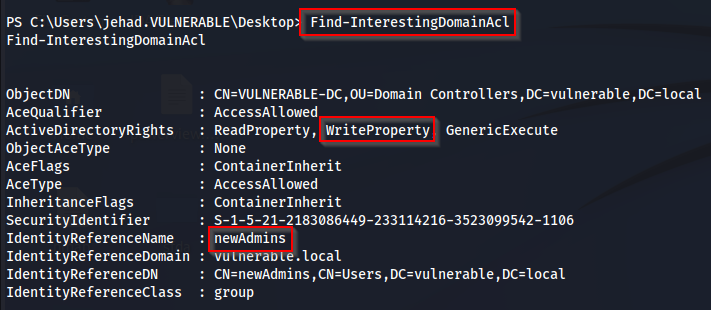 PS C:\Users\jehad.VULNERABLE\Desktop> Find-InterestingDomainAcl
Find-InterestingDomainAcl
ObjectDN : CN=VULNERABLE-DC,OU=Domain Controllers,DC=vulnerable,DC=local
AceQualifier : AccessAllowed
ActiveDirectoryRights : ReadProperty, WriteProperty GenericExecute
ObjectAceType : None
AceFlags : ContainerInherit
AceType : AccessAllowed
InheritanceFlags : ContainerInherit
SecurityIdentifier : S-1-5-21-2183086449-233114216-3523099542-1106
IdentityReferenceName : newAdmins
IdentityReferenceDomain : vulnerable.local
IdentityReferenceDN : CN=newAdmins,CN=Users,DC=vulnerable,DC=local
IdentityReferenceClass : group